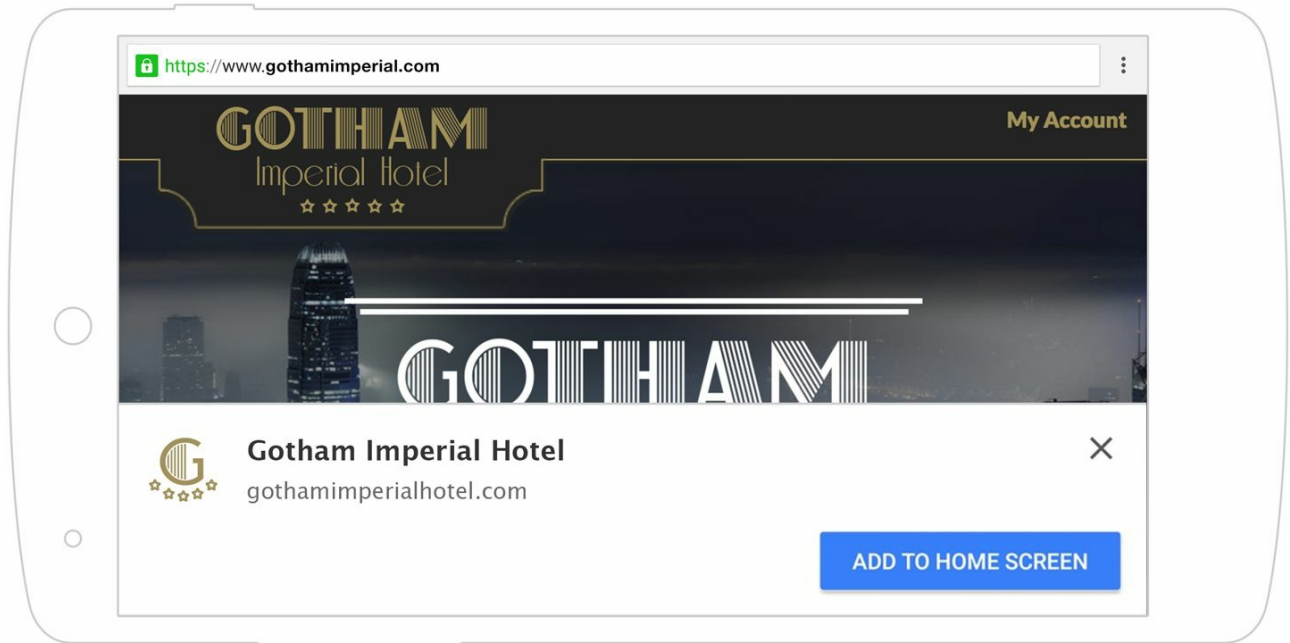 https://www.gothamimperial.com
GOTHAM
My Account
Imperial Hotel
GOTHAM
Gotham Imperial Hotel
gothamimperialhotel.com
G
ADD TO HOME SCREEN